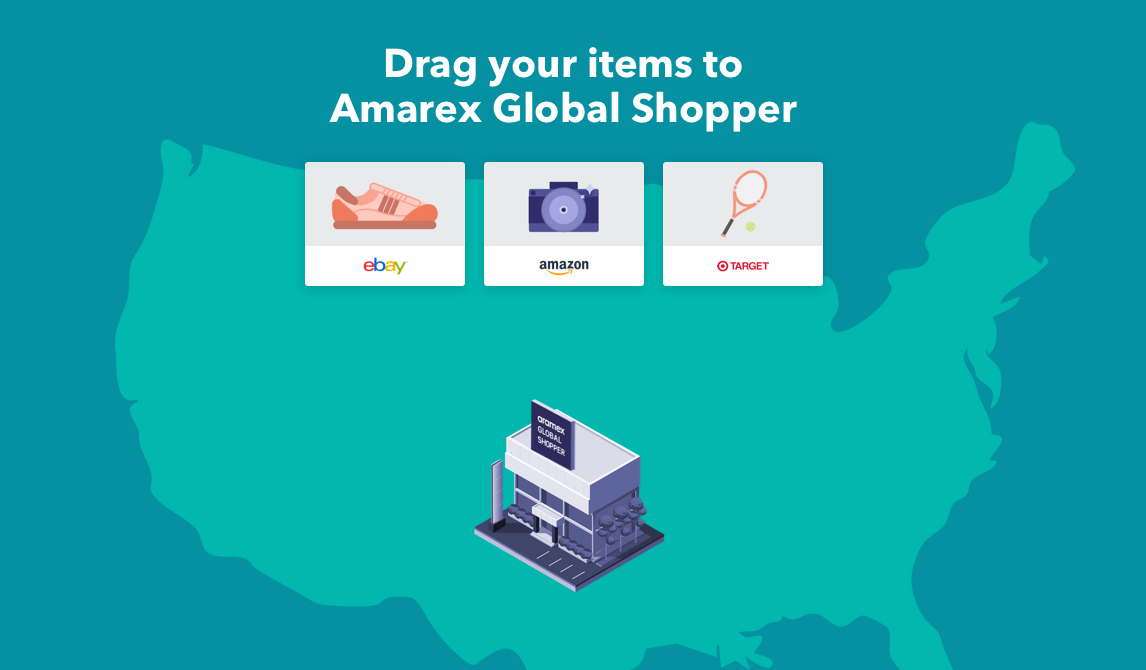 Drag your items to
Amarex Global Shopper
ebay
amazon
TARGET
aramex
GLOBAL
SHOPPER